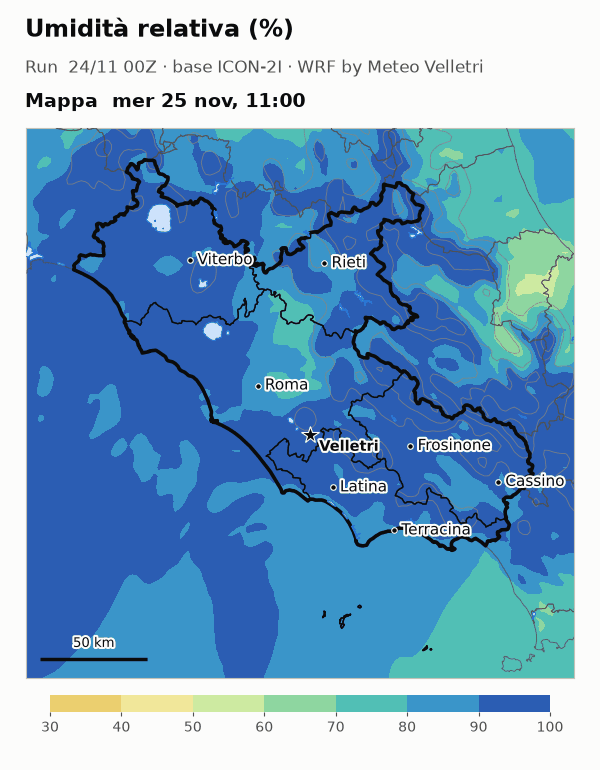 Umidità relativa (%)
Run 24/11 00Z · base ICON-2I · WRF by Meteo Velletri
Mappa mer 25 nov, 11:00
Viterbo
Rieti
Roma
Velletri
Frosinone
Latina
Cassino
Terracina
50 km
30 40 50 60 70 80 90 100